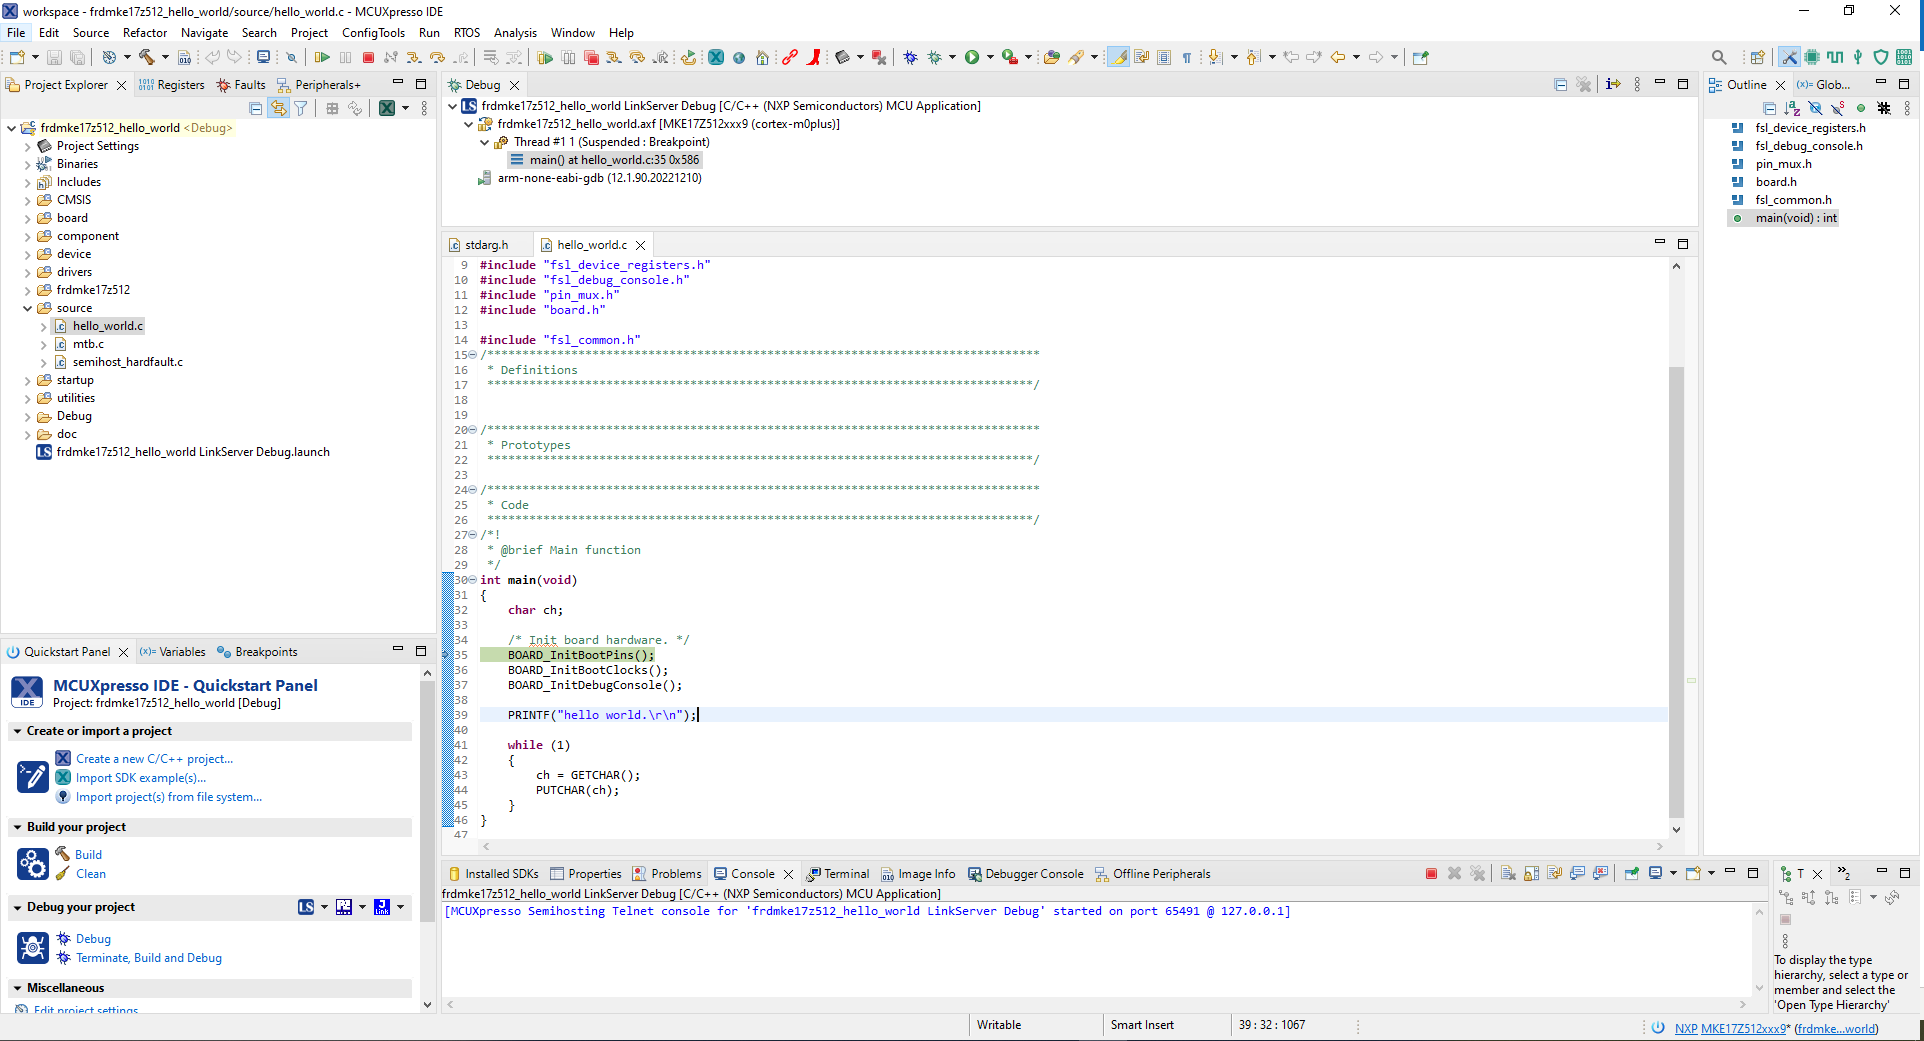 workspace - frdmke17z512_hello_world/source/hello_world.c - MCUXpresso IDE
File Edit Source Refactor Navigate Search Project ConfigTools Run RTOS Analysis Window Help
Project Explorer Registers Faults Peripherals+
frdmke17z512_hello_world <Debug>
Project Settings
Binaries
Includes
CMSIS
board
component
device
drivers
frdmke17z512
source
hello_world.c
mtb.c
semihost_hardfault.c
startup
utilities
Debug
doc
frdmke17z512_hello_world LinkServer Debug.launch
Quickstart Panel (x)= Variables Breakpoints
MCUXpresso IDE - Quickstart Panel
Project: frdmke17z512_hello_world [Debug]
Create or import a project
Create a new C/C++ project...
Import SDK example(s)...
Import project(s) from file system...
Build your project
Build
Clean
Debug your project
Debug
Terminate, Build and Debug
Miscellaneous
Edit project settings
Debug
frdmke17z512_hello_world LinkServer Debug [C/C++ (NXP Semiconductors) MCU Application]
frdmke17z512_hello_world.axf [MKE17Z512xxx9 (cortex-m0plus)]
Thread #1 1 (Suspended : Breakpoint)
main() at hello_world.c:35 0x586
arm-none-eabi-gdb (12.1.90.20221210)
stdarg.h hello_world.c
9 #include "fsl_device_registers.h"
10 #include "fsl_debug_console.h"
11 #include "pin_mux.h"
12 #include "board.h"
13
14 #include "fsl_common.h"
15 /*******************************************************************************
16 * Definitions
17 ******************************************************************************/
18
19
20 /*******************************************************************************
21 * Prototypes
22 ******************************************************************************/
23
24 /*******************************************************************************
25 * Code
26 ******************************************************************************/
27 /*!
28 * @brief Main function
29 */
30 int main(void)
31 {
32 char ch;
33
34 /* Init board hardware. */
35 BOARD_InitBootPins();
36 BOARD_InitBootClocks();
37 BOARD_InitDebugConsole();
38
39 PRINTF("hello world.\r\n");
40
41 while (1)
42 {
43 ch = GETCHAR();
44 PUTCHAR(ch);
45 }
46 }
47
Installed SDKs Properties Problems Console Terminal Image Info Debugger Console Offline Peripherals
frdmke17z512_hello_world LinkServer Debug [C/C++ (NXP Semiconductors) MCU Application]
[MCUXpresso Semihosting Telnet console for 'frdmke17z512_hello_world LinkServer Debug' started on port 65491 @ 127.0.0.1]
Outline (x)= Glob...
fsl_device_registers.h
fsl_debug_console.h
pin_mux.h
board.h
fsl_common.h
main(void) : int
T
To display the type
hierarchy, select a type or
member and select the
'Open Type Hierarchy'
Writable Smart Insert 39 : 32 : 1067
NXP MKE17Z512xxx9* (frdmke...world)